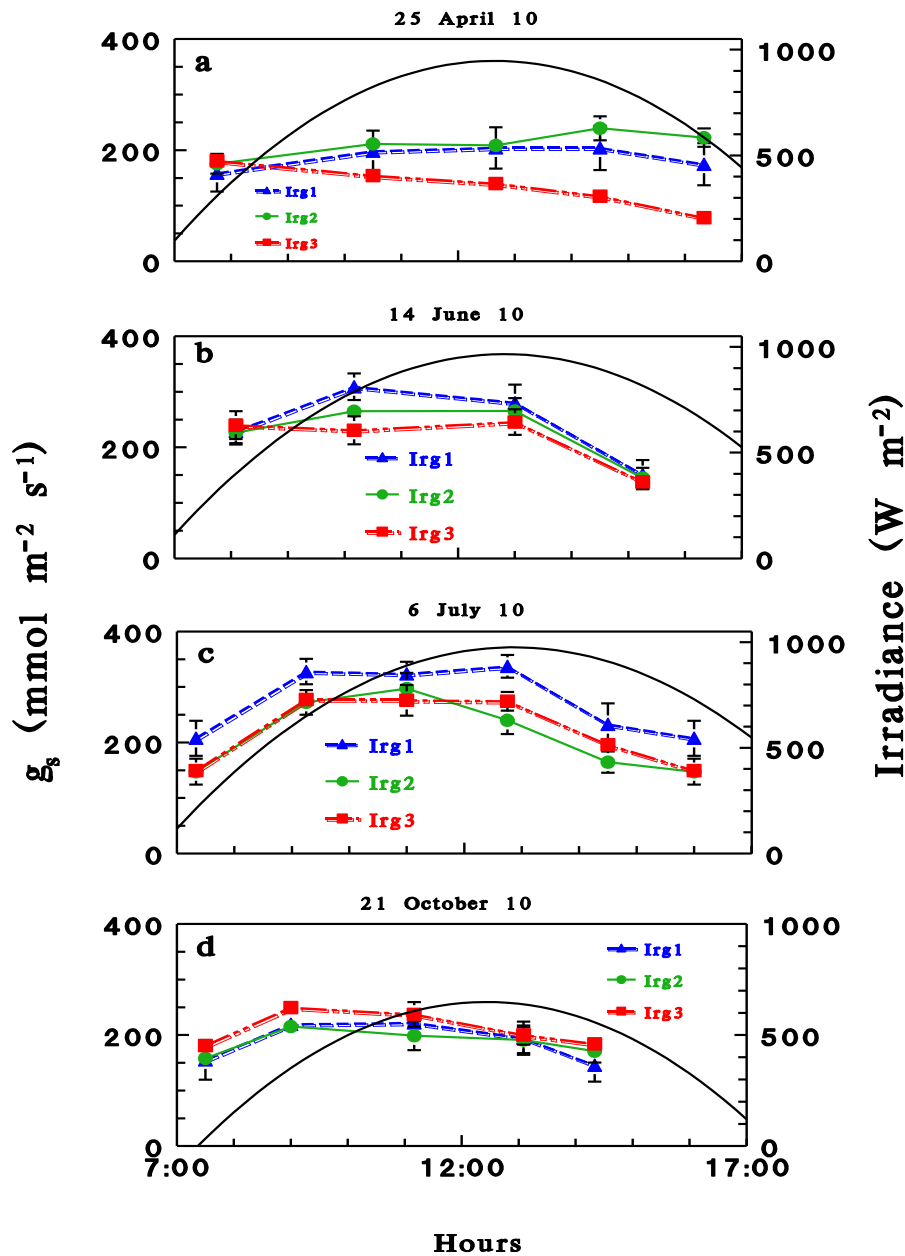 25 April 10
400
200
0
a
Irg1
Irg2
Irg3
1000
500
0
14 June 10
400
200
0
b
Irg1
Irg2
Irg3
1000
500
0
6 July 10
400
200
0
c
Irg1
Irg2
Irg3
1000
500
0
21 October 10
400
200
0
d
Irg1
Irg2
Irg3
1000
500
0
7:00 12:00 17:00
Hours
gs (mmol m−2 s−1)
Irradiance (W m−2)